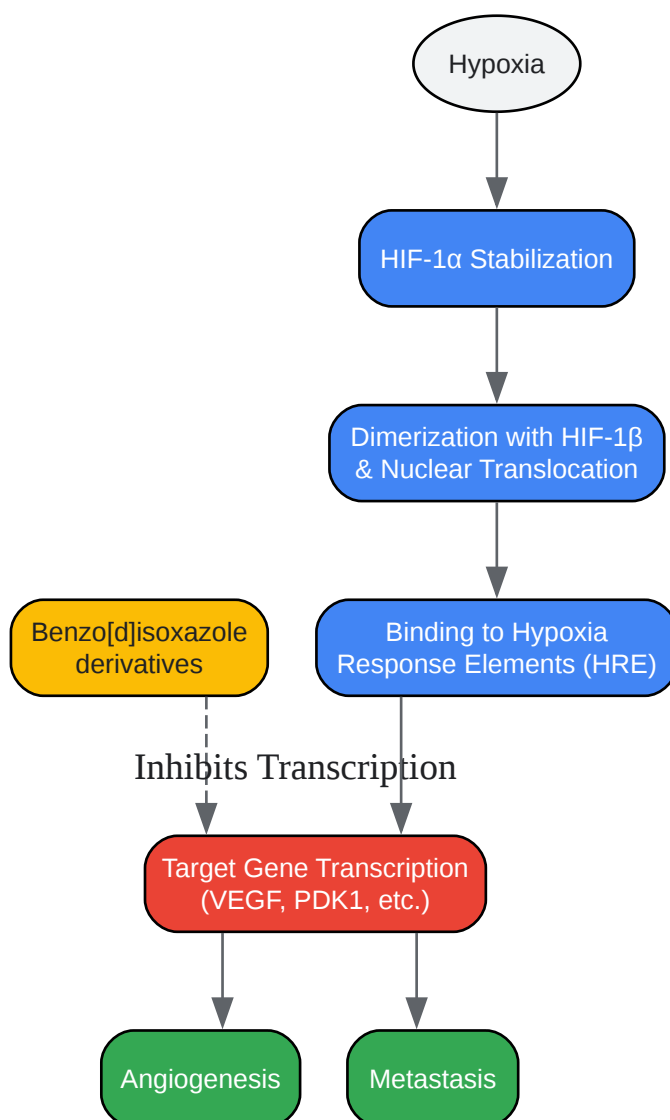 Hypoxia
HIF-1α Stabilization
Dimerization with HIF-1β
& Nuclear Translocation
Benzo[d]isoxazole
derivatives
Binding to Hypoxia
Response Elements (HRE)
Inhibits Transcription
Target Gene Transcription
(VEGF, PDK1, etc.)
Angiogenesis
Metastasis